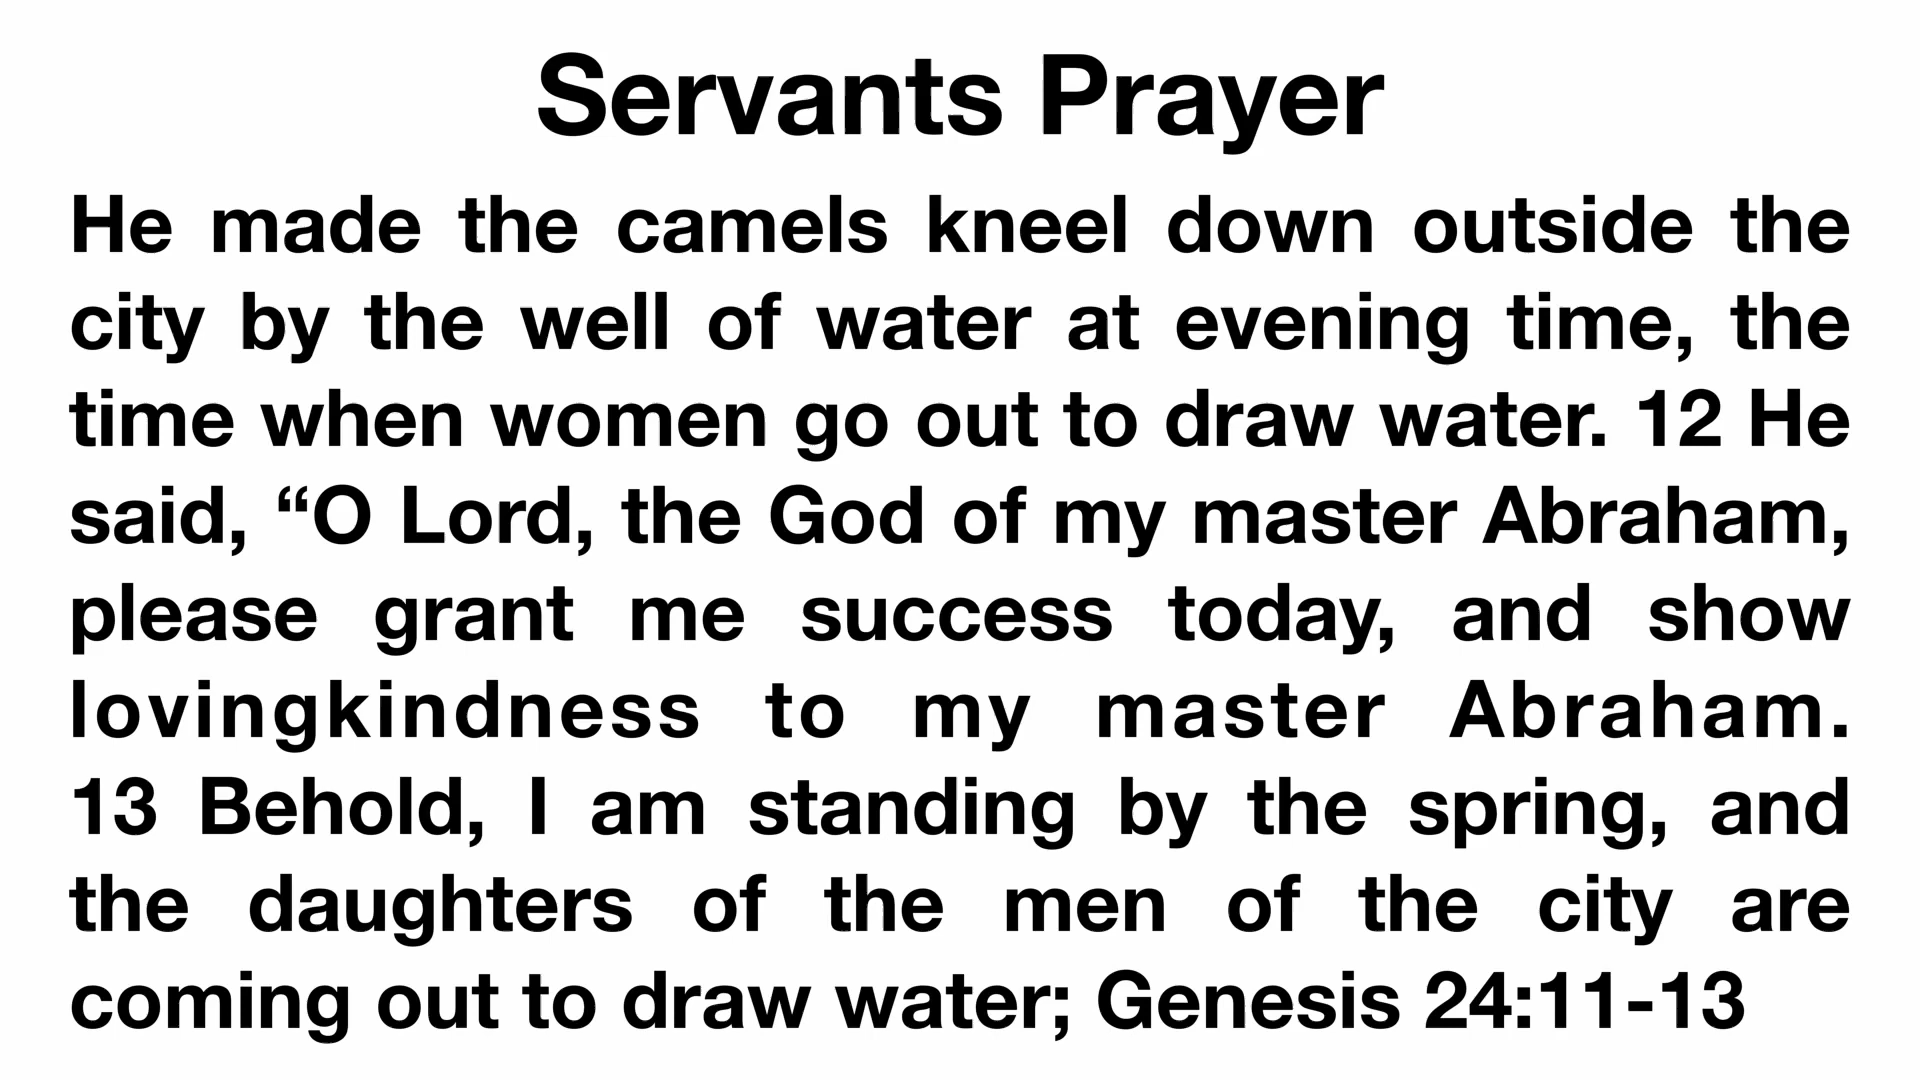 Servants Prayer
He made the camels kneel down outside the
city by the well of water at evening time, the
time when women go out to draw water. 12 He
said, “O Lord, the God of my master Abraham,
please grant me success today, and show
lovingkindness to my master Abraham.
13 Behold, I am standing by the spring, and
the daughters of the men of the city are
coming out to draw water; Genesis 24:11-13